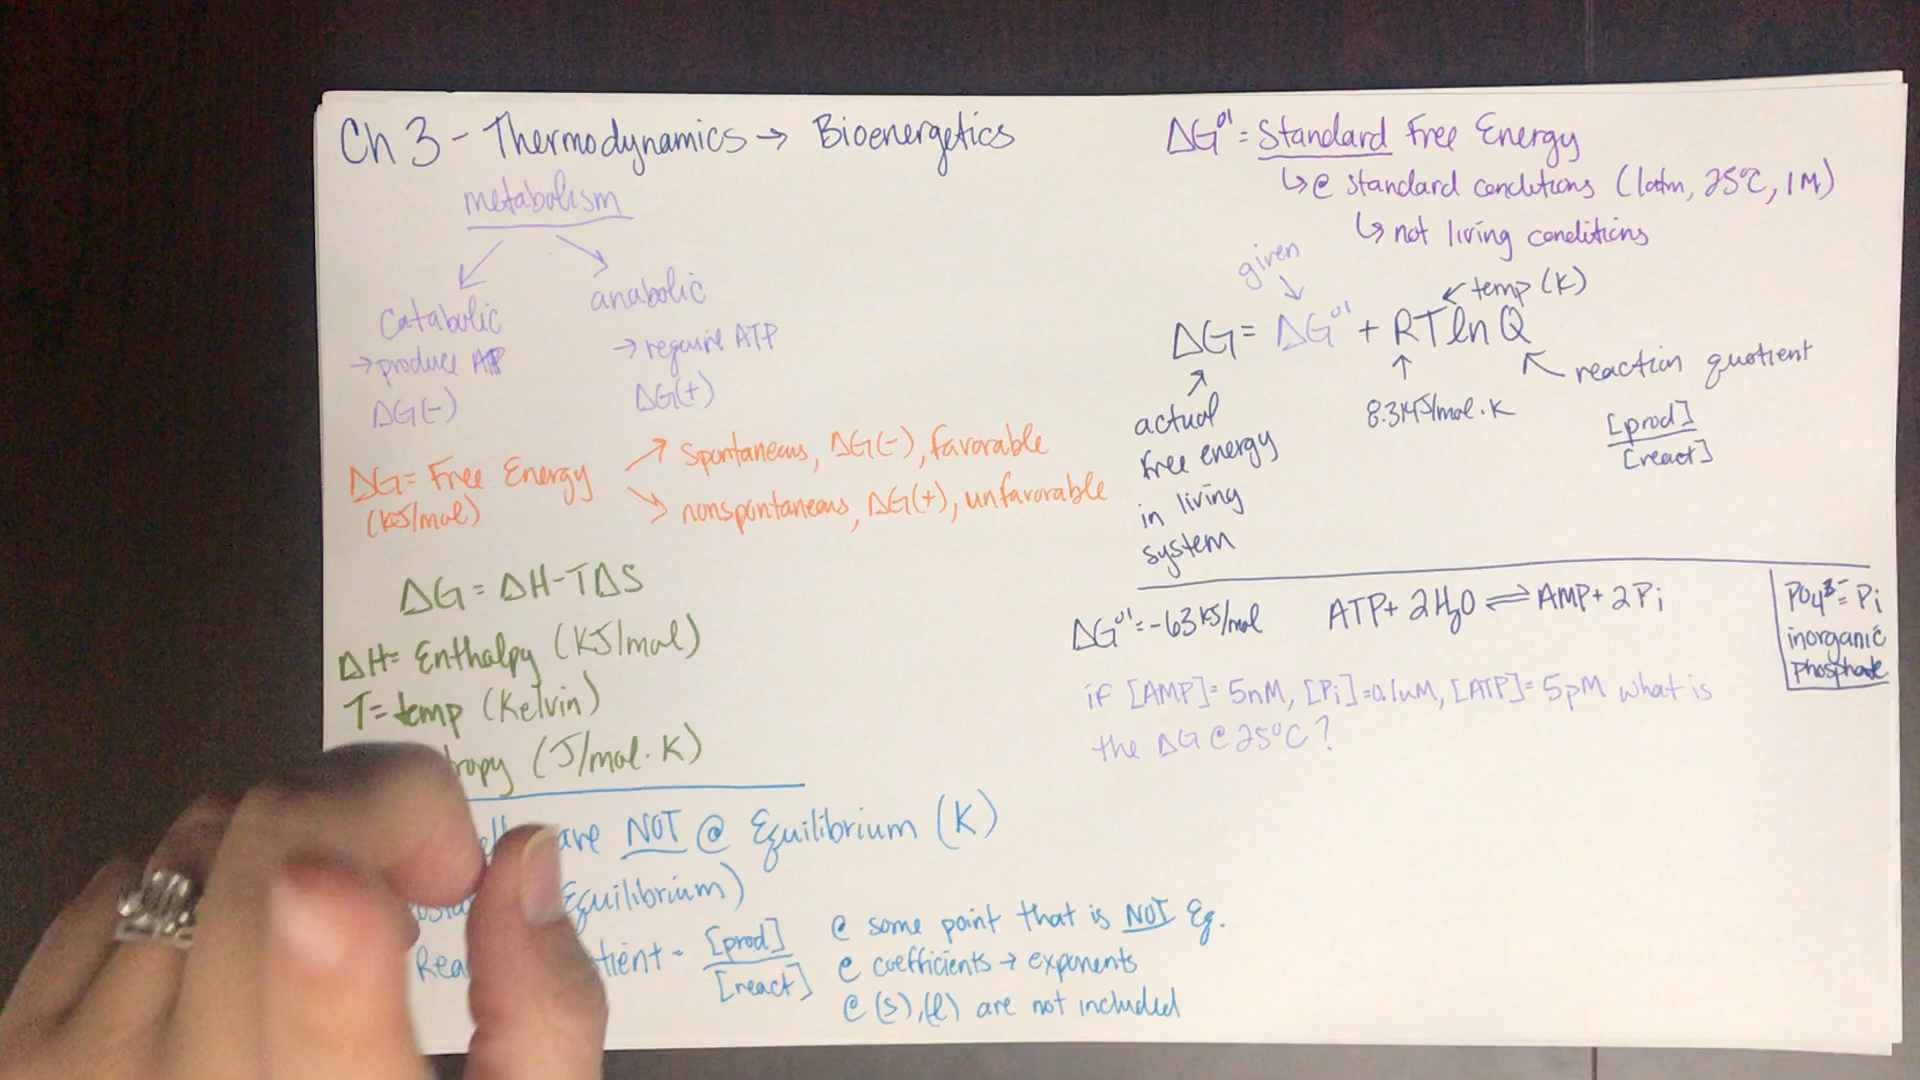 Ch 3 - Thermodynamics → Bioenergetics
metabolism
Catabolic
→ produce ATP
ΔG(-)
anabolic
→ require ATP
ΔG(+)
ΔG = Free Energy
(kJ/mol)
↗ spontaneous, ΔG(-), favorable
↘ nonspontaneous, ΔG(+), unfavorable
ΔG = ΔH-TΔS
ΔH = Enthalpy (KJ/mol)
T = temp (Kelvin)
(J/mol·K)
are NOT @ Equilibrium (K)
Equilibrium)
[prod]
[react]
@ some point that is NOT Eq.
@ coefficients → exponents
@ (s),(l) are not included
ΔG°' = Standard Free Energy
↳ @ standard conditions (1atm, 25°C, 1M)
↳ not living conditions
given
↙ temp (K)
ΔG = ΔG°' + RTlnQ
reaction quotient
[prod]
[react]
8.314J/mol·K
actual
free energy
in living
system
ΔG°' = -63 kJ/mol ATP + 2H₂O ⇌ AMP + 2Pi
PO₄³⁻ = Pi
inorganic
phosphate
if [AMP] = 5nM, [Pi] = 0.1uM, [ATP] = 5pM what is
the ΔG @ 25°C?